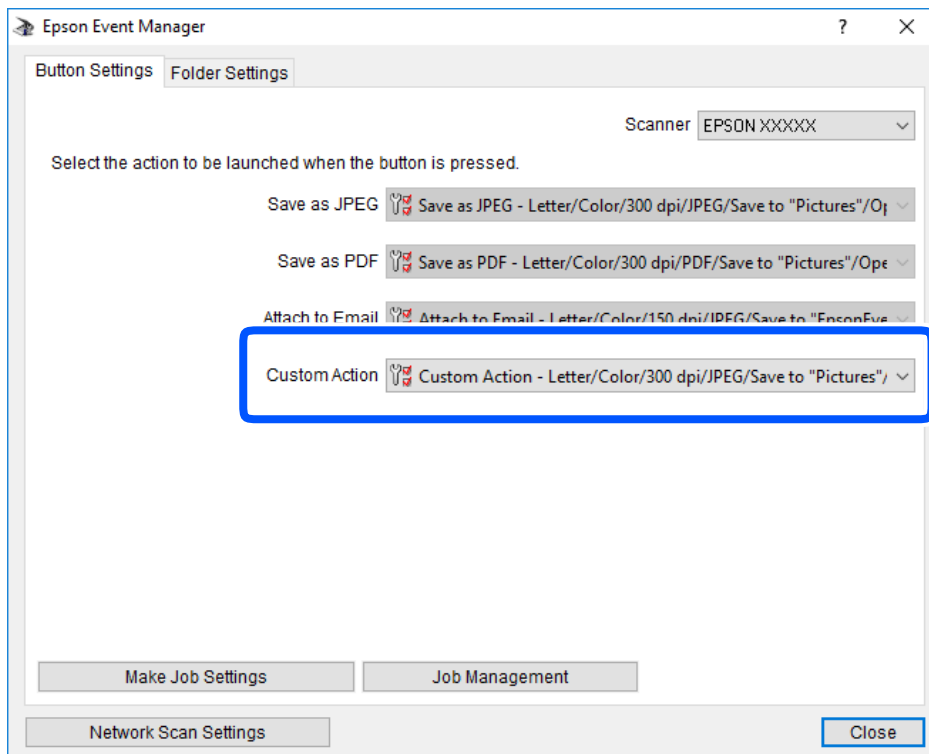 Epson Event Manager
Button Settings
Folder Settings
Scanner EPSON XXXXX
Select the action to be launched when the button is pressed.
Save as JPEG Save as JPEG - Letter/Color/300 dpi/JPEG/Save to "Pictures"/Op
Save as PDF Save as PDF - Letter/Color/300 dpi/PDF/Save to "Pictures"/Ope
Attach to Email Attach to Email - Letter/Color/150 dpi/JPEG/Save to "EpsonEve
Custom Action Custom Action - Letter/Color/300 dpi/JPEG/Save to "Pictures"/
Make Job Settings
Job Management
Network Scan Settings
Close